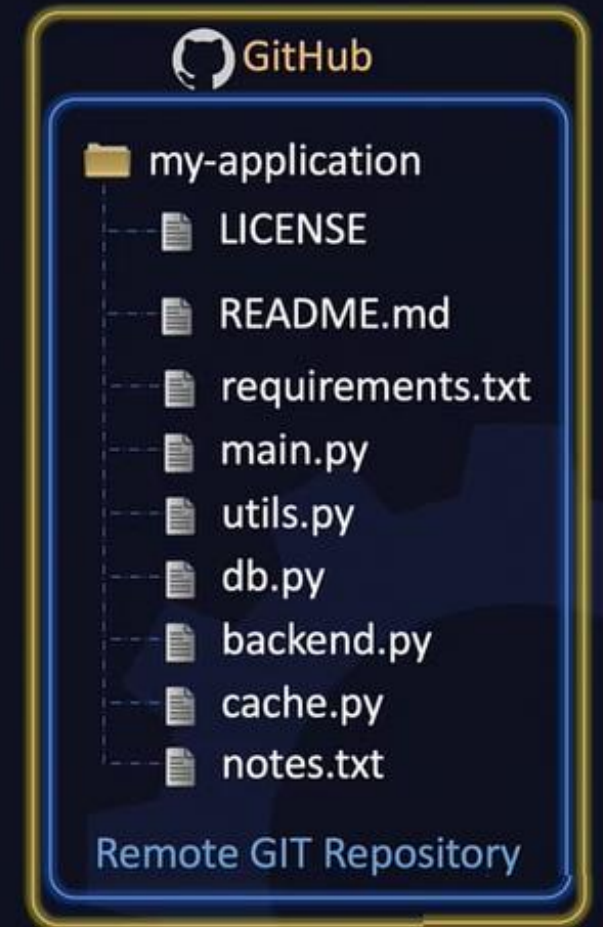 GitHub
my-application
LICENSE
README.md
requirements.txt
main.py
utils.py
db.py
backend.py
cache.py
notes.txt
Remote GIT Repository